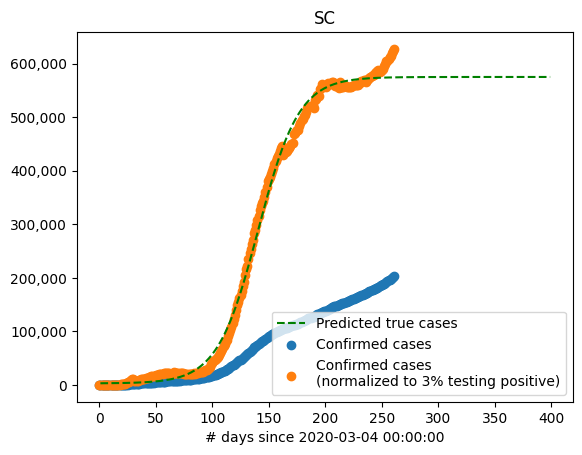 SC
600,000
500,000
400,000
300,000
200,000
100,000
0
Predicted true cases
Confirmed cases
Confirmed cases
(normalized to 3% testing positive)
0 50 100 150 200 250 300 350 400
# days since 2020-03-04 00:00:00